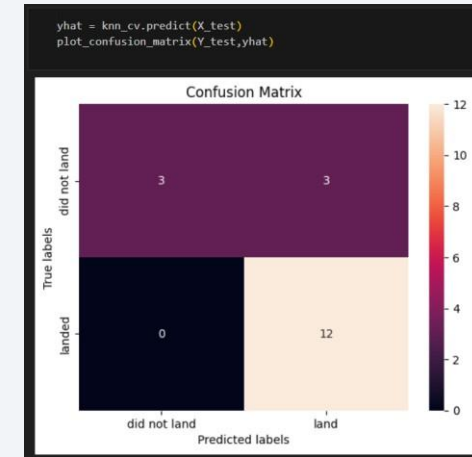 yhat = knn_cv.predict(X_test)
plot_confusion_matrix(Y_test,yhat)
Confusion Matrix
12
10
8
6
4
2
0
True labels
did not land
3
3
landed
0
12
did not land
land
Predicted labels